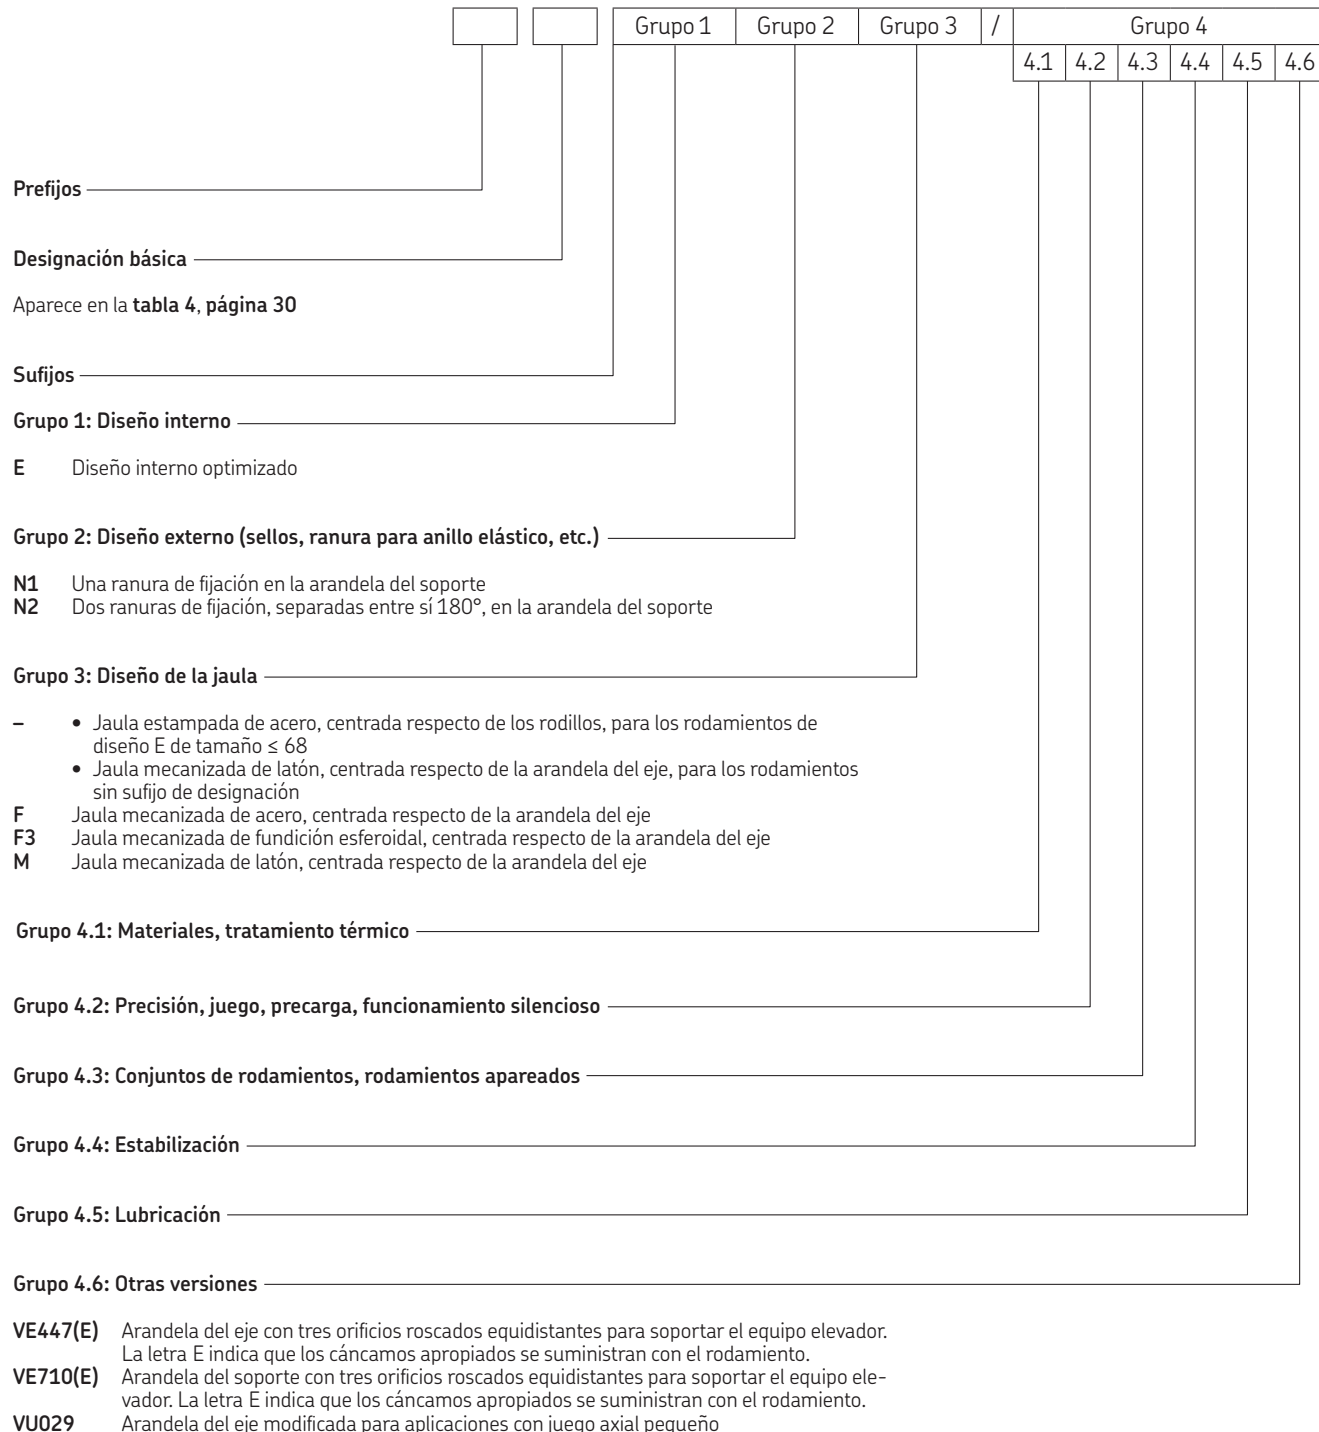 Grupo 1 Grupo 2 Grupo 3 / Grupo 4
4.1 4.2 4.3 4.4 4.5 4.6
Prefijos
Designación básica
Aparece en la tabla 4, página 30
Sufijos
Grupo 1: Diseño interno
E Diseño interno optimizado
Grupo 2: Diseño externo (sellos, ranura para anillo elástico, etc.)
N1 Una ranura de fijación en la arandela del soporte
N2 Dos ranuras de fijación, separadas entre sí 180°, en la arandela del soporte
Grupo 3: Diseño de la jaula
– • Jaula estampada de acero, centrada respecto de los rodillos, para los rodamientos de
diseño E de tamaño ≤ 68
• Jaula mecanizada de latón, centrada respecto de la arandela del eje, para los rodamientos
sin sufijo de designación
F Jaula mecanizada de acero, centrada respecto de la arandela del eje
F3 Jaula mecanizada de fundición esferoidal, centrada respecto de la arandela del eje
M Jaula mecanizada de latón, centrada respecto de la arandela del eje
Grupo 4.1: Materiales, tratamiento térmico
Grupo 4.2: Precisión, juego, precarga, funcionamiento silencioso
Grupo 4.3: Conjuntos de rodamientos, rodamientos apareados
Grupo 4.4: Estabilización
Grupo 4.5: Lubricación
Grupo 4.6: Otras versiones
VE447(E) Arandela del eje con tres orificios roscados equidistantes para soportar el equipo elevador.
La letra E indica que los cáncamos apropiados se suministran con el rodamiento.
VE710(E) Arandela del soporte con tres orificios roscados equidistantes para soportar el equipo ele-
vador. La letra E indica que los cáncamos apropiados se suministran con el rodamiento.
VU029 Arandela del eje modificada para aplicaciones con juego axial pequeño